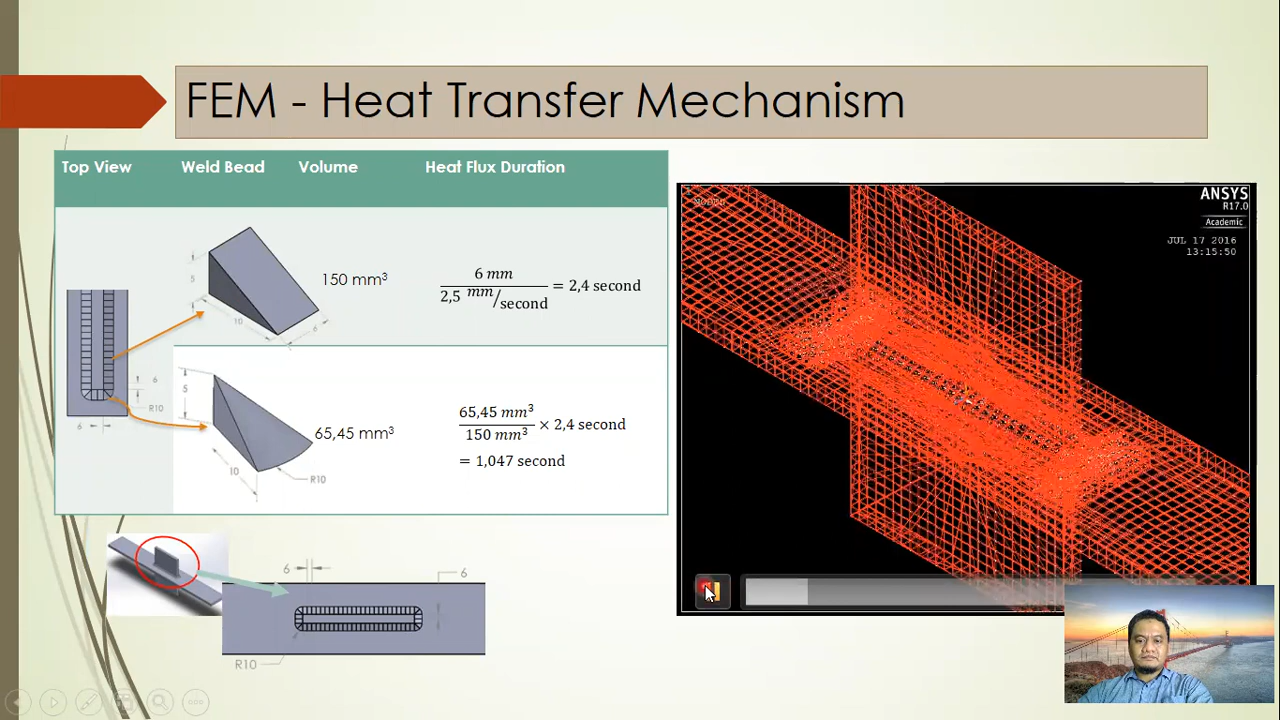 FEM - Heat Transfer Mechanism
Top View Weld Bead Volume Heat Flux Duration
5
10
6
150 mm³
6 mm
2,5 mm/second
= 2,4 second
6
R10
6
5
10
R10
65,45 mm³
65,45 mm³
150 mm³
× 2,4 second
= 1,047 second
6
6
R10
ANSYS
R17.0
Academic
JUL 17 2016
13:15:50